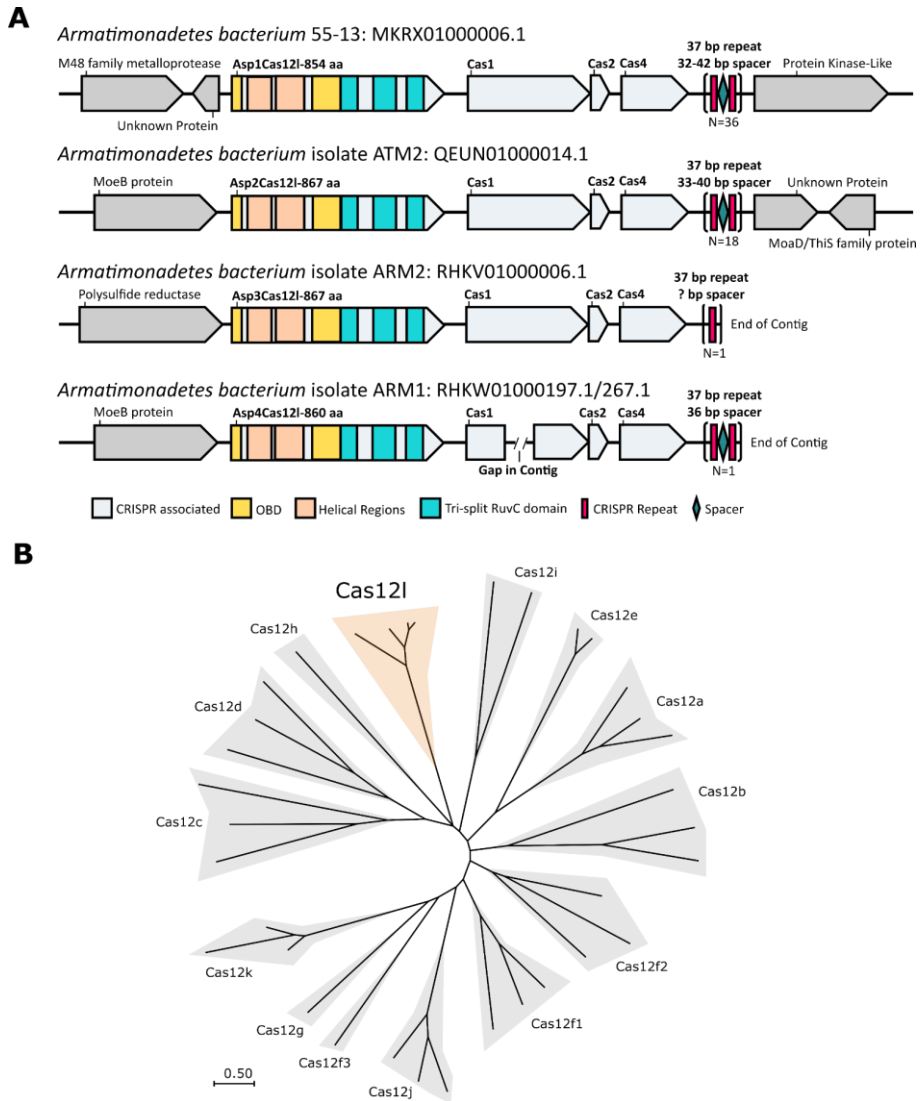 A
Armatimonadetes bacterium 55-13: MKRX01000006.1
M48 family metalloprotease
Unknown Protein
Asp1Cas12l-854 aa
Cas1
Cas2
Cas4
37 bp repeat
32-42 bp spacer
N=36
Protein Kinase-Like
Armatimonadetes bacterium isolate ATM2: QEUN01000014.1
MoeB protein
Asp2Cas12l-867 aa
Cas1
Cas2
Cas4
37 bp repeat
33-40 bp spacer
N=18
Unknown Protein
MoaD/ThiS family protein
Armatimonadetes bacterium isolate ARM2: RHKV01000006.1
Polysulfide reductase
Asp3Cas12l-867 aa
Cas1
Cas2
Cas4
37 bp repeat
? bp spacer
N=1
End of Contig
Armatimonadetes bacterium isolate ARM1: RHKW01000197.1/267.1
MoeB protein
Asp4Cas12l-860 aa
Cas1
Gap in Contig
Cas2
Cas4
37 bp repeat
36 bp spacer
N=1
End of Contig
CRISPR associated
OBD
Helical Regions
Tri-split RuvC domain
CRISPR Repeat
Spacer
B
Cas12l
Cas12i
Cas12e
Cas12h
Cas12a
Cas12d
Cas12b
Cas12c
Cas12f2
Cas12k
Cas12f1
Cas12g
Cas12f3
Cas12j
0.50